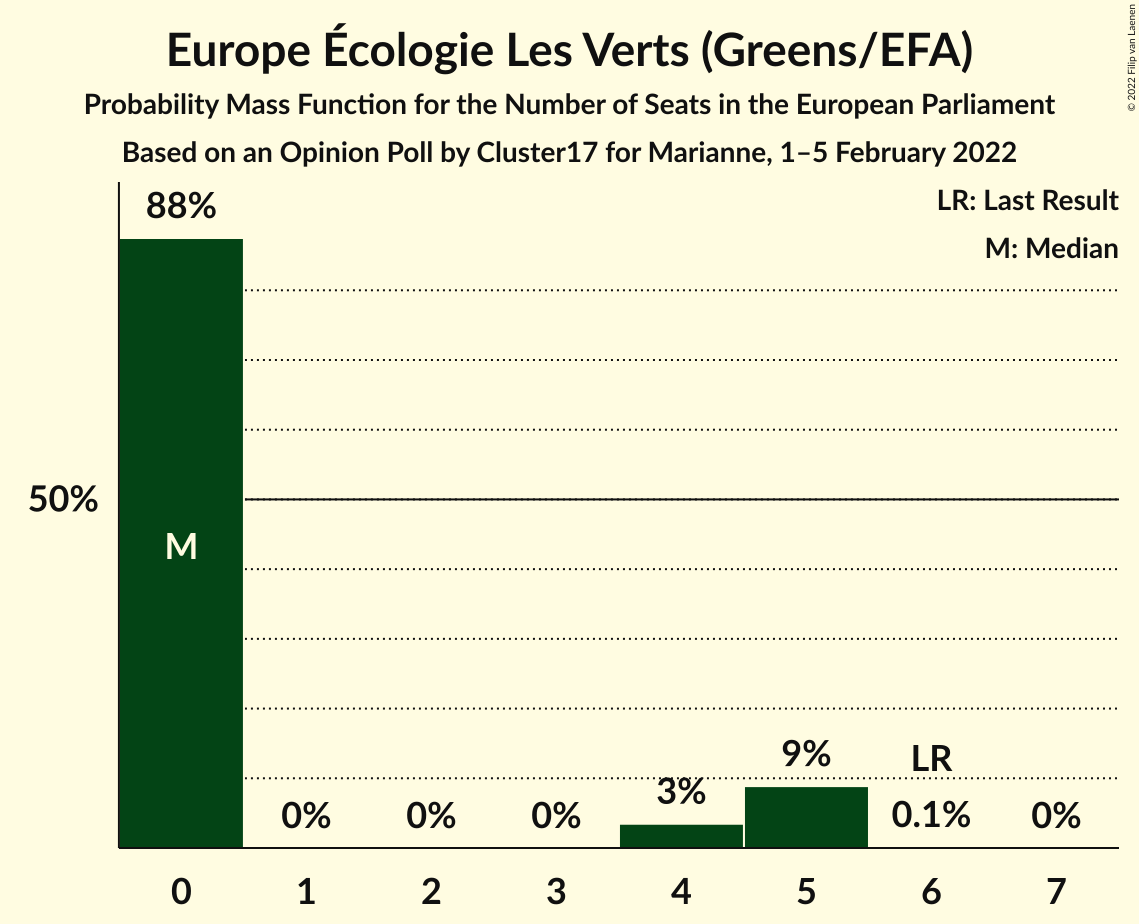 Europe Écologie Les Verts (Greens/EFA)
Probability Mass Function for the Number of Seats in the European Parliament
Based on an Opinion Poll by Cluster17 for Marianne, 1–5 February 2022
© 2022 Filip van Laenen
LR: Last Result
M: Median
88%
50%
M
0%
0%
0%
3%
9%
LR
0.1%
0%
0 1 2 3 4 5 6 7